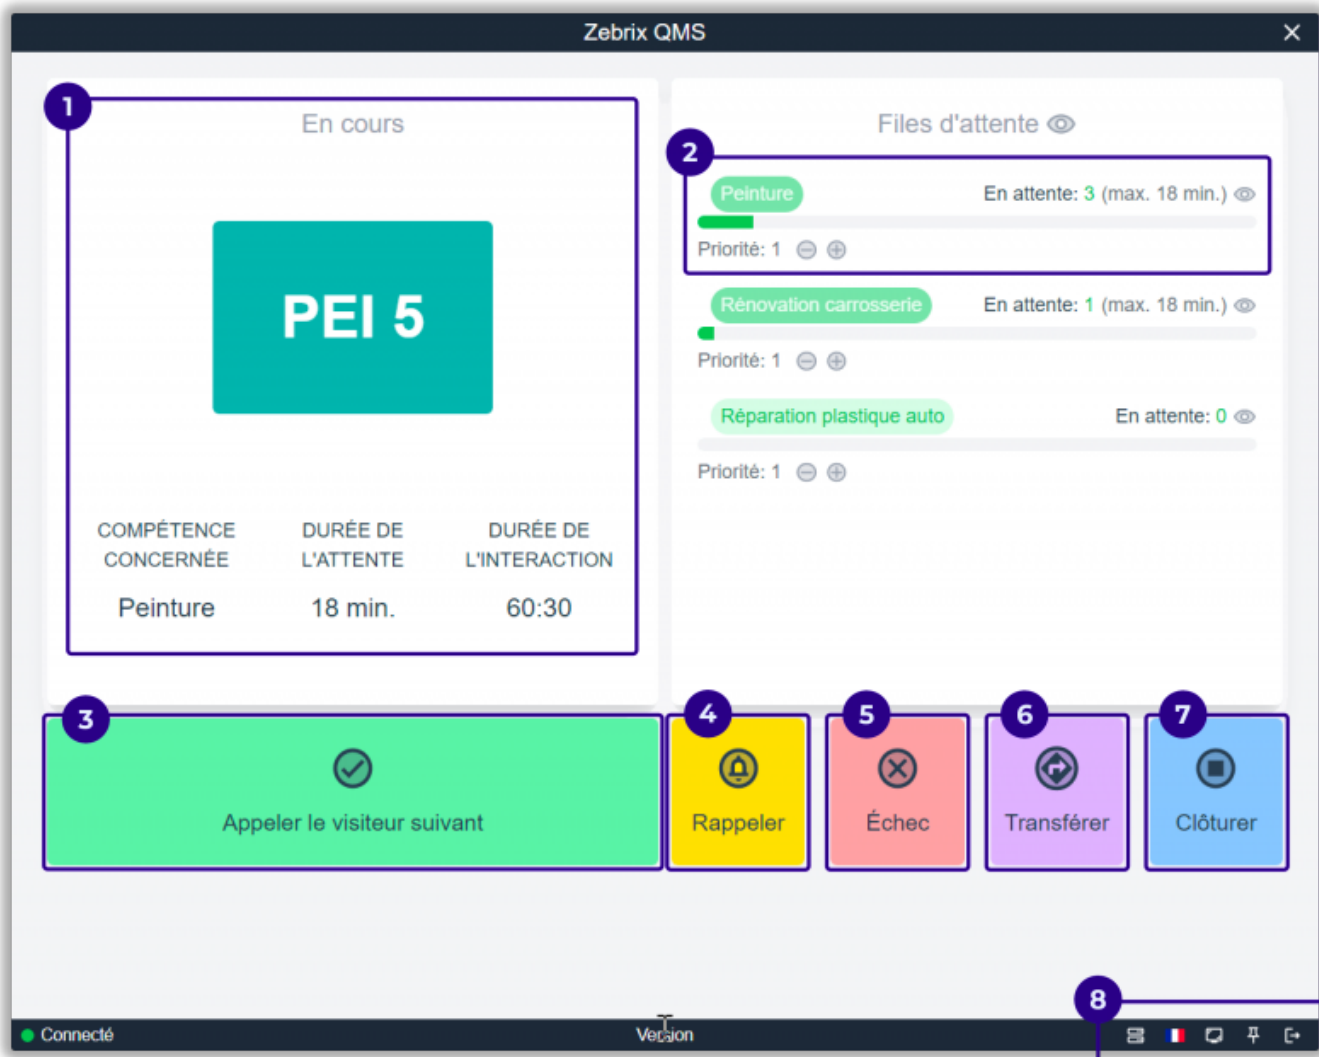 Zebrix QMS
1
En cours
PEI 5
COMPÉTENCE CONCERNÉE
DURÉE DE L'ATTENTE
DURÉE DE L'INTERACTION
Peinture
18 min.
60:30
Files d'attente
2
Peinture
En attente: 3 (max. 18 min.)
Priorité: 1
Rénovation carrosserie
En attente: 1 (max. 18 min.)
Priorité: 1
Réparation plastique auto
En attente: 0
Priorité: 1
3
Appeler le visiteur suivant
4
Rappeler
5
Échec
6
Transférer
7
Clôturer
8
Connecté
Version